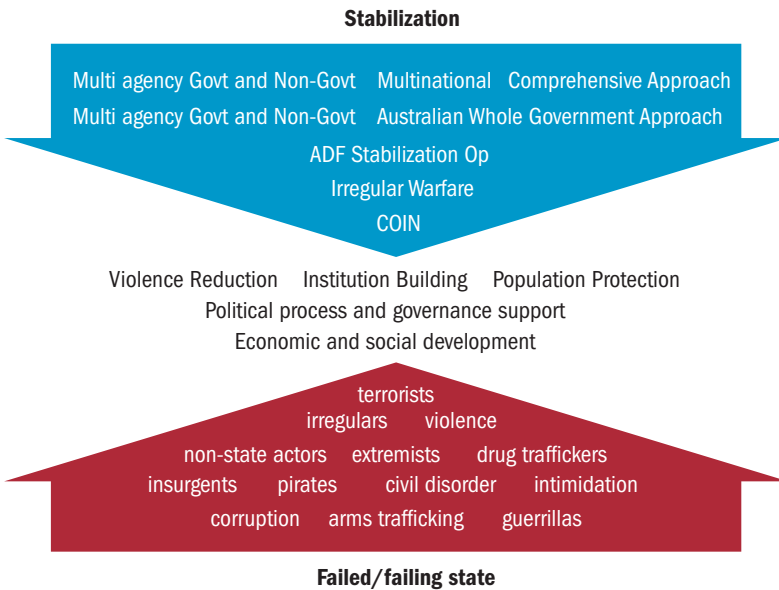 Stabilization
Multi agency Govt and Non-Govt Multinational Comprehensive Approach
Multi agency Govt and Non-Govt Australian Whole Government Approach
ADF Stabilization Op
Irregular Warfare
COIN
Violence Reduction Institution Building Population Protection
Political process and governance support
Economic and social development
terrorists
irregulars violence
non-state actors extremists drug traffickers
insurgents pirates civil disorder intimidation
corruption arms trafficking guerrillas
Failed/failing state